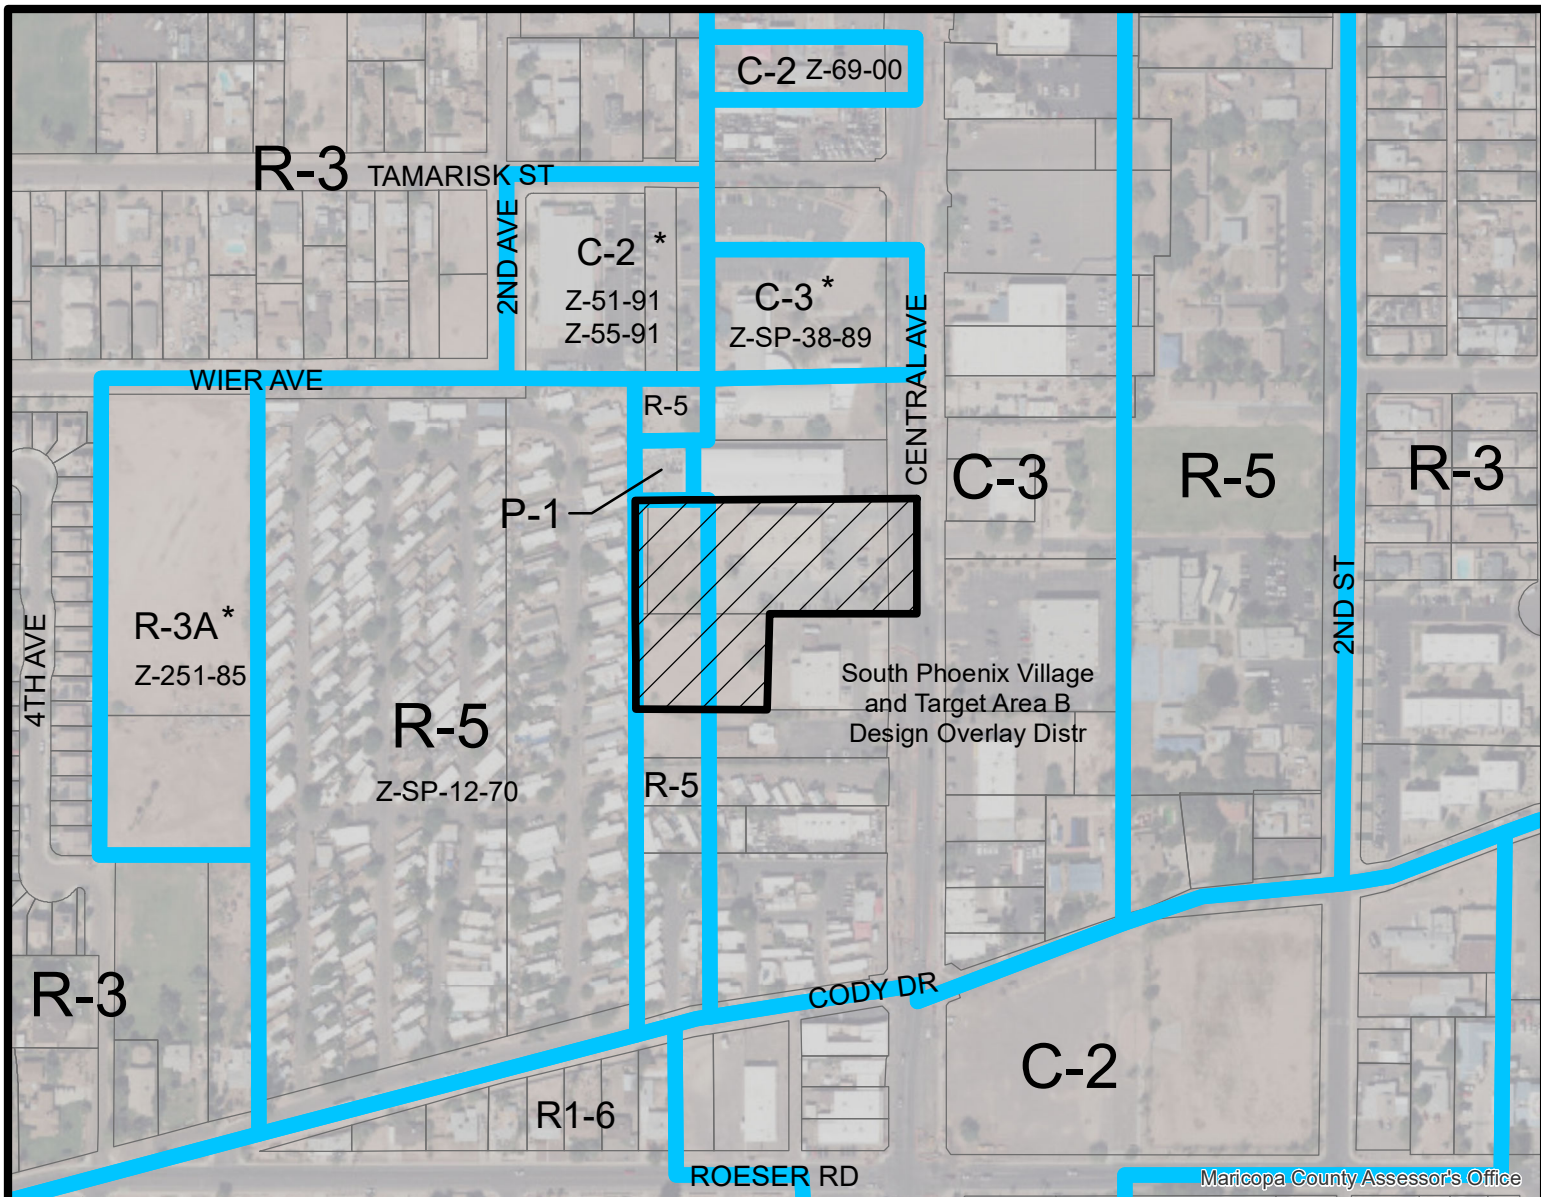 C-2 Z-69-00
R-3
TAMARISK ST
2ND AVE
C-2 *
Z-51-91
Z-55-91
C-3 *
Z-SP-38-89
CENTRAL AVE
WIER AVE
R-5
C-3
R-5
R-3
P-1
2ND ST
4TH AVE
R-3A *
Z-251-85
R-5
Z-SP-12-70
South Phoenix Village
and Target Area B
Design Overlay Distr
R-5
R-3
CODY DR
C-2
R1-6
ROESER RD
Maricopa County Assessor's Office